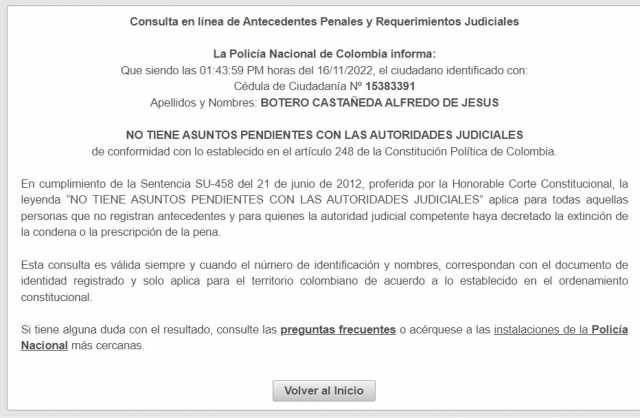 Consulta en línea de Antecedentes Penales y Requerimientos Judiciales
La Policía Nacional de Colombia informa:
Que siendo las 01:43:59 PM horas del 16/11/2022, el ciudadano identificado con:
Cédula de Ciudadanía Nº 15383391
Apellidos y Nombres: BOTERO CASTAÑEDA ALFREDO DE JESUS
NO TIENE ASUNTOS PENDIENTES CON LAS AUTORIDADES JUDICIALES
de conformidad con lo establecido en el artículo 248 de la Constitución Política de Colombia.
En cumplimiento de la Sentencia SU-458 del 21 de junio de 2012, proferida por la Honorable Corte Constitucional, la
leyenda "NO TIENE ASUNTOS PENDIENTES CON LAS AUTORIDADES JUDICIALES" aplica para todas aquellas
personas que no registran antecedentes y para quienes la autoridad judicial competente haya decretado la extinción de
la condena o la prescripción de la pena.
Esta consulta es válida siempre y cuando el número de identificación y nombres, correspondan con el documento de
identidad registrado y solo aplica para el territorio colombiano de acuerdo a lo establecido en el ordenamiento
constitucional.
Si tiene alguna duda con el resultado, consulte las preguntas frecuentes o acérquese a las instalaciones de la Policía
Nacional más cercanas.
Volver al Inicio